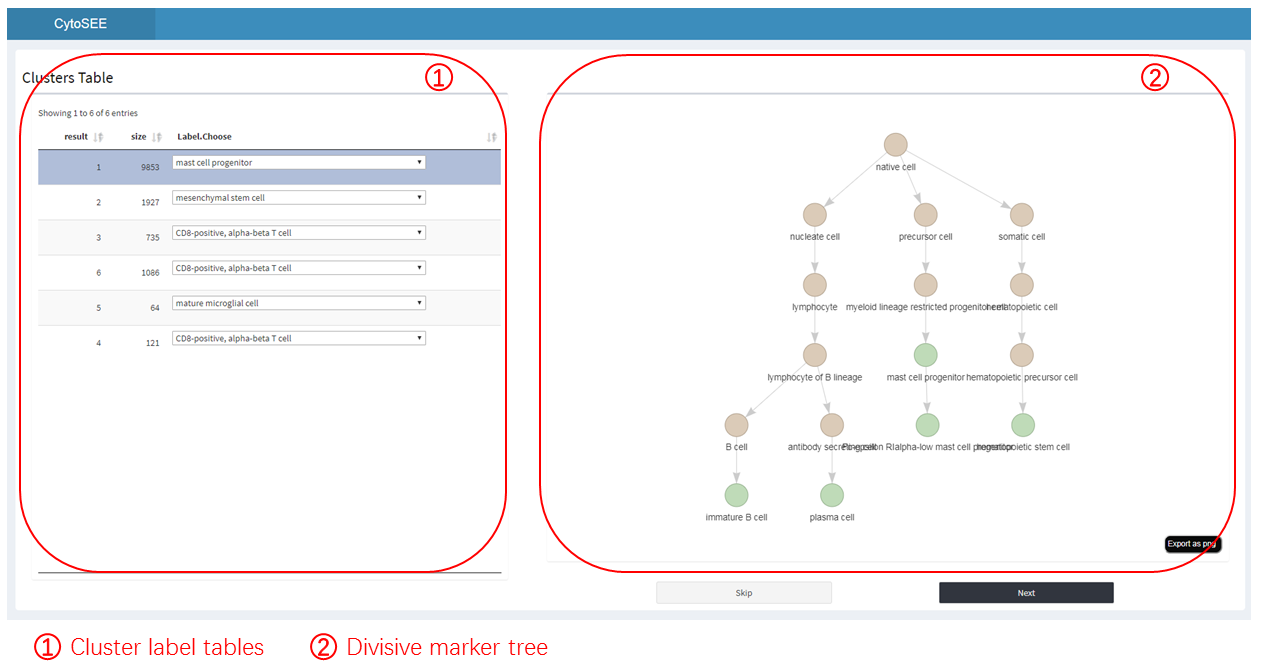 CytoSEE
Clusters Table
①
②
Showing 1 to 6 of 6 entries
result size Label.Choose
1 9853 mast cell progenitor
2 1927 mesenchymal stem cell
3 735 CD8-positive, alpha-beta T cell
6 1086 CD8-positive, alpha-beta T cell
5 64 mature microglial cell
4 121 CD8-positive, alpha-beta T cell
native cell
nucleate cell precursor cell somatic cell
lymphocyte myeloid lineage restricted progenitor cell hematopoietic cell
lymphocyte of B lineage mast cell progenitor hematopoietic precursor cell
B cell antibody RIalpha-low mast cell hematopoietic stem cell
immature B cell plasma cell
Export as png
Skip Next
① Cluster label tables ② Divisive marker tree